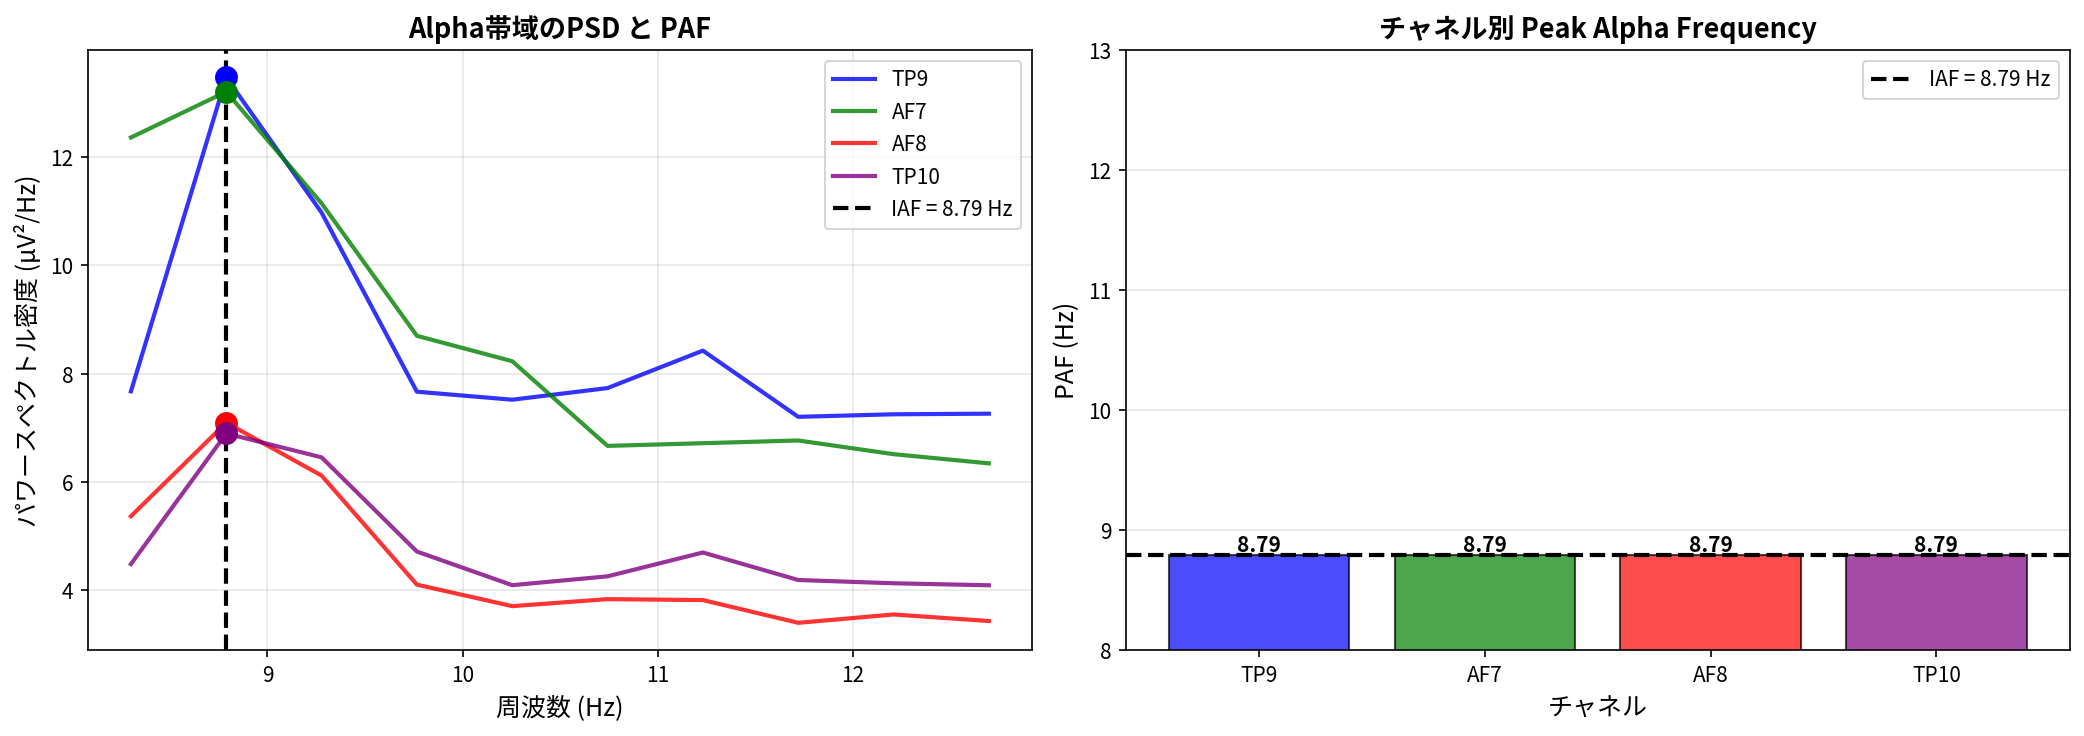 Alpha帯域のPSD と PAF
パワースペクトル密度 (μV²/Hz)
12
10
8
6
4
9
10
11
12
周波数 (Hz)
TP9
AF7
AF8
TP10
IAF = 8.79 Hz
チャネル別 Peak Alpha Frequency
PAF (Hz)
13
12
11
10
9
8
IAF = 8.79 Hz
8.79
8.79
8.79
8.79
TP9
AF7
AF8
TP10
チャネル